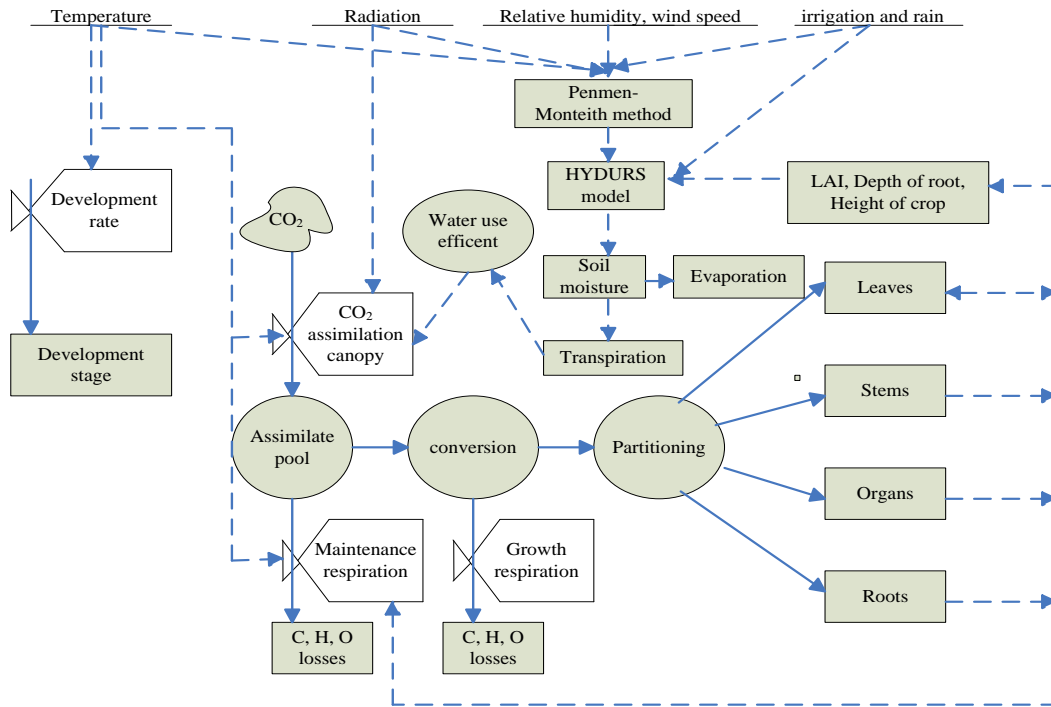 Temperature
Radiation
Relative humidity, wind speed
irrigation and rain
Penmen-
Monteith method
HYDURS
model
LAI, Depth of root,
Height of crop
Development
rate
CO₂
Water use
efficent
Soil
moisture
Evaporation
Leaves
CO₂
assimilation
canopy
Transpiration
Development
stage
Stems
Assimilate
pool
conversion
Partitioning
Organs
Maintenance
respiration
Growth
respiration
Roots
C, H, O
losses
C, H, O
losses